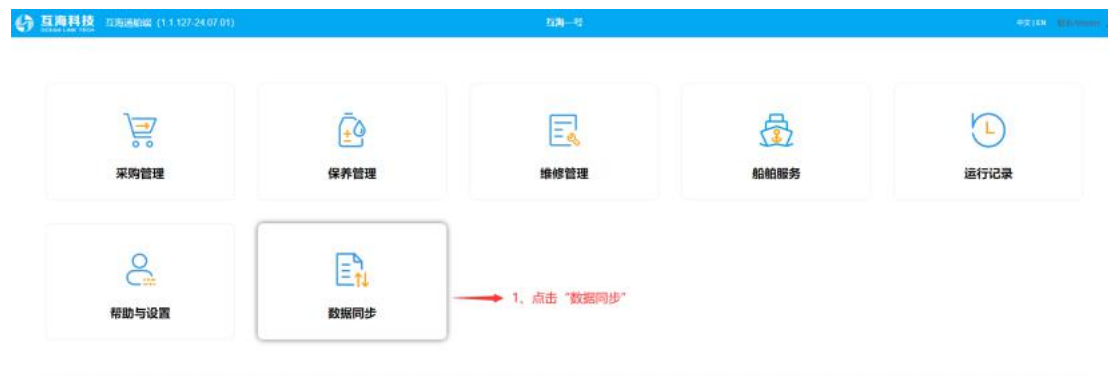 互海科技 互海通船端 (1.1.127-24.07.01)
OCEAN LINK TECH
互海一号
中文 | EN
采购管理
保养管理
维修管理
船舶服务
运行记录
帮助与设置
数据同步
1、点击“数据同步”